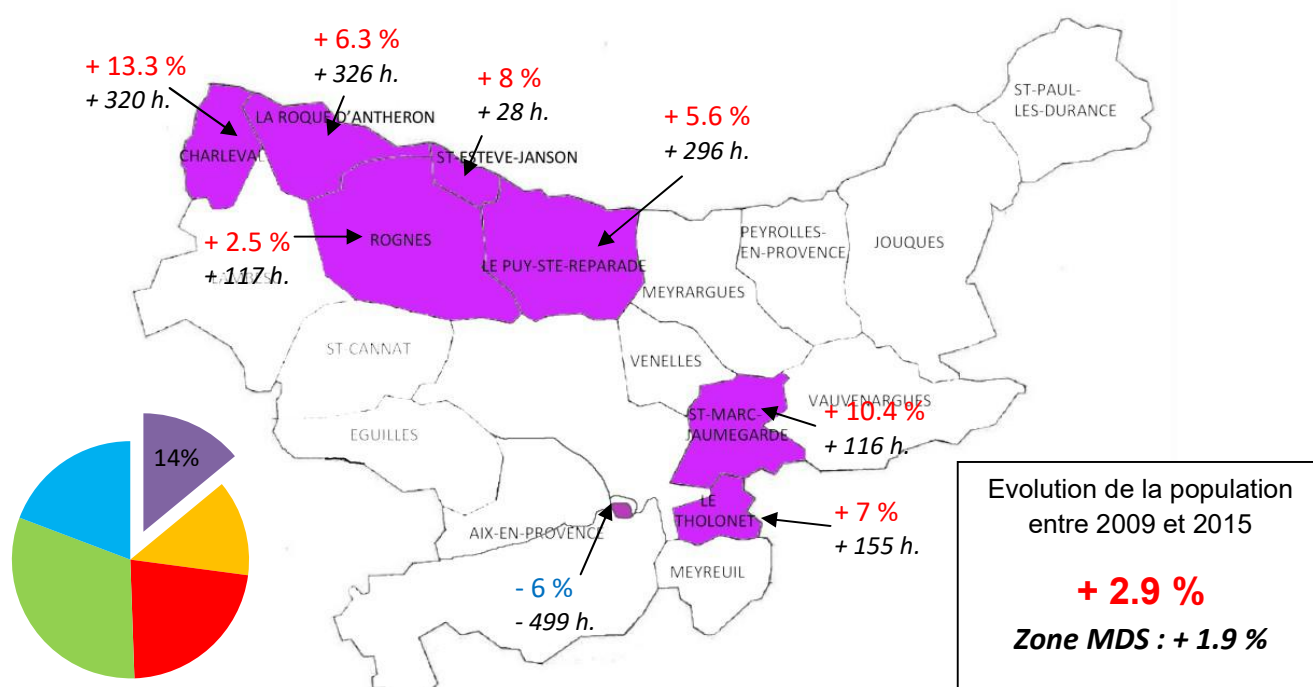 + 6.3 %
+ 326 h.
+ 13.3 %
+ 320 h.
+ 8 %
+ 28 h.
ST-PAUL-
LES-DURANCE
LA ROQUE D'ANTHERON
+ 5.6 %
+ 296 h.
CHARLEVAL
ST-ESTEVE-JANSON
+ 2.5 %
+ 117 h.
ROGNES
LE PUY-STE-REPARADE
PEYROLLES-
EN-PROVENCE
JOUQUES
MEYRARGUES
ST-CANNAT
VENELLES
VAUVENARGUES
ST-MARC-
JAUMEGARDE
+ 10.4 %
+ 116 h.
EGUILLES
14%
LE
THOLONET
+ 7 %
+ 155 h.
AIX-EN-PROVENCE
MEYREUIL
- 6 %
- 499 h.
Evolution de la population
entre 2009 et 2015
+ 2.9 %
Zone MDS : + 1.9 %